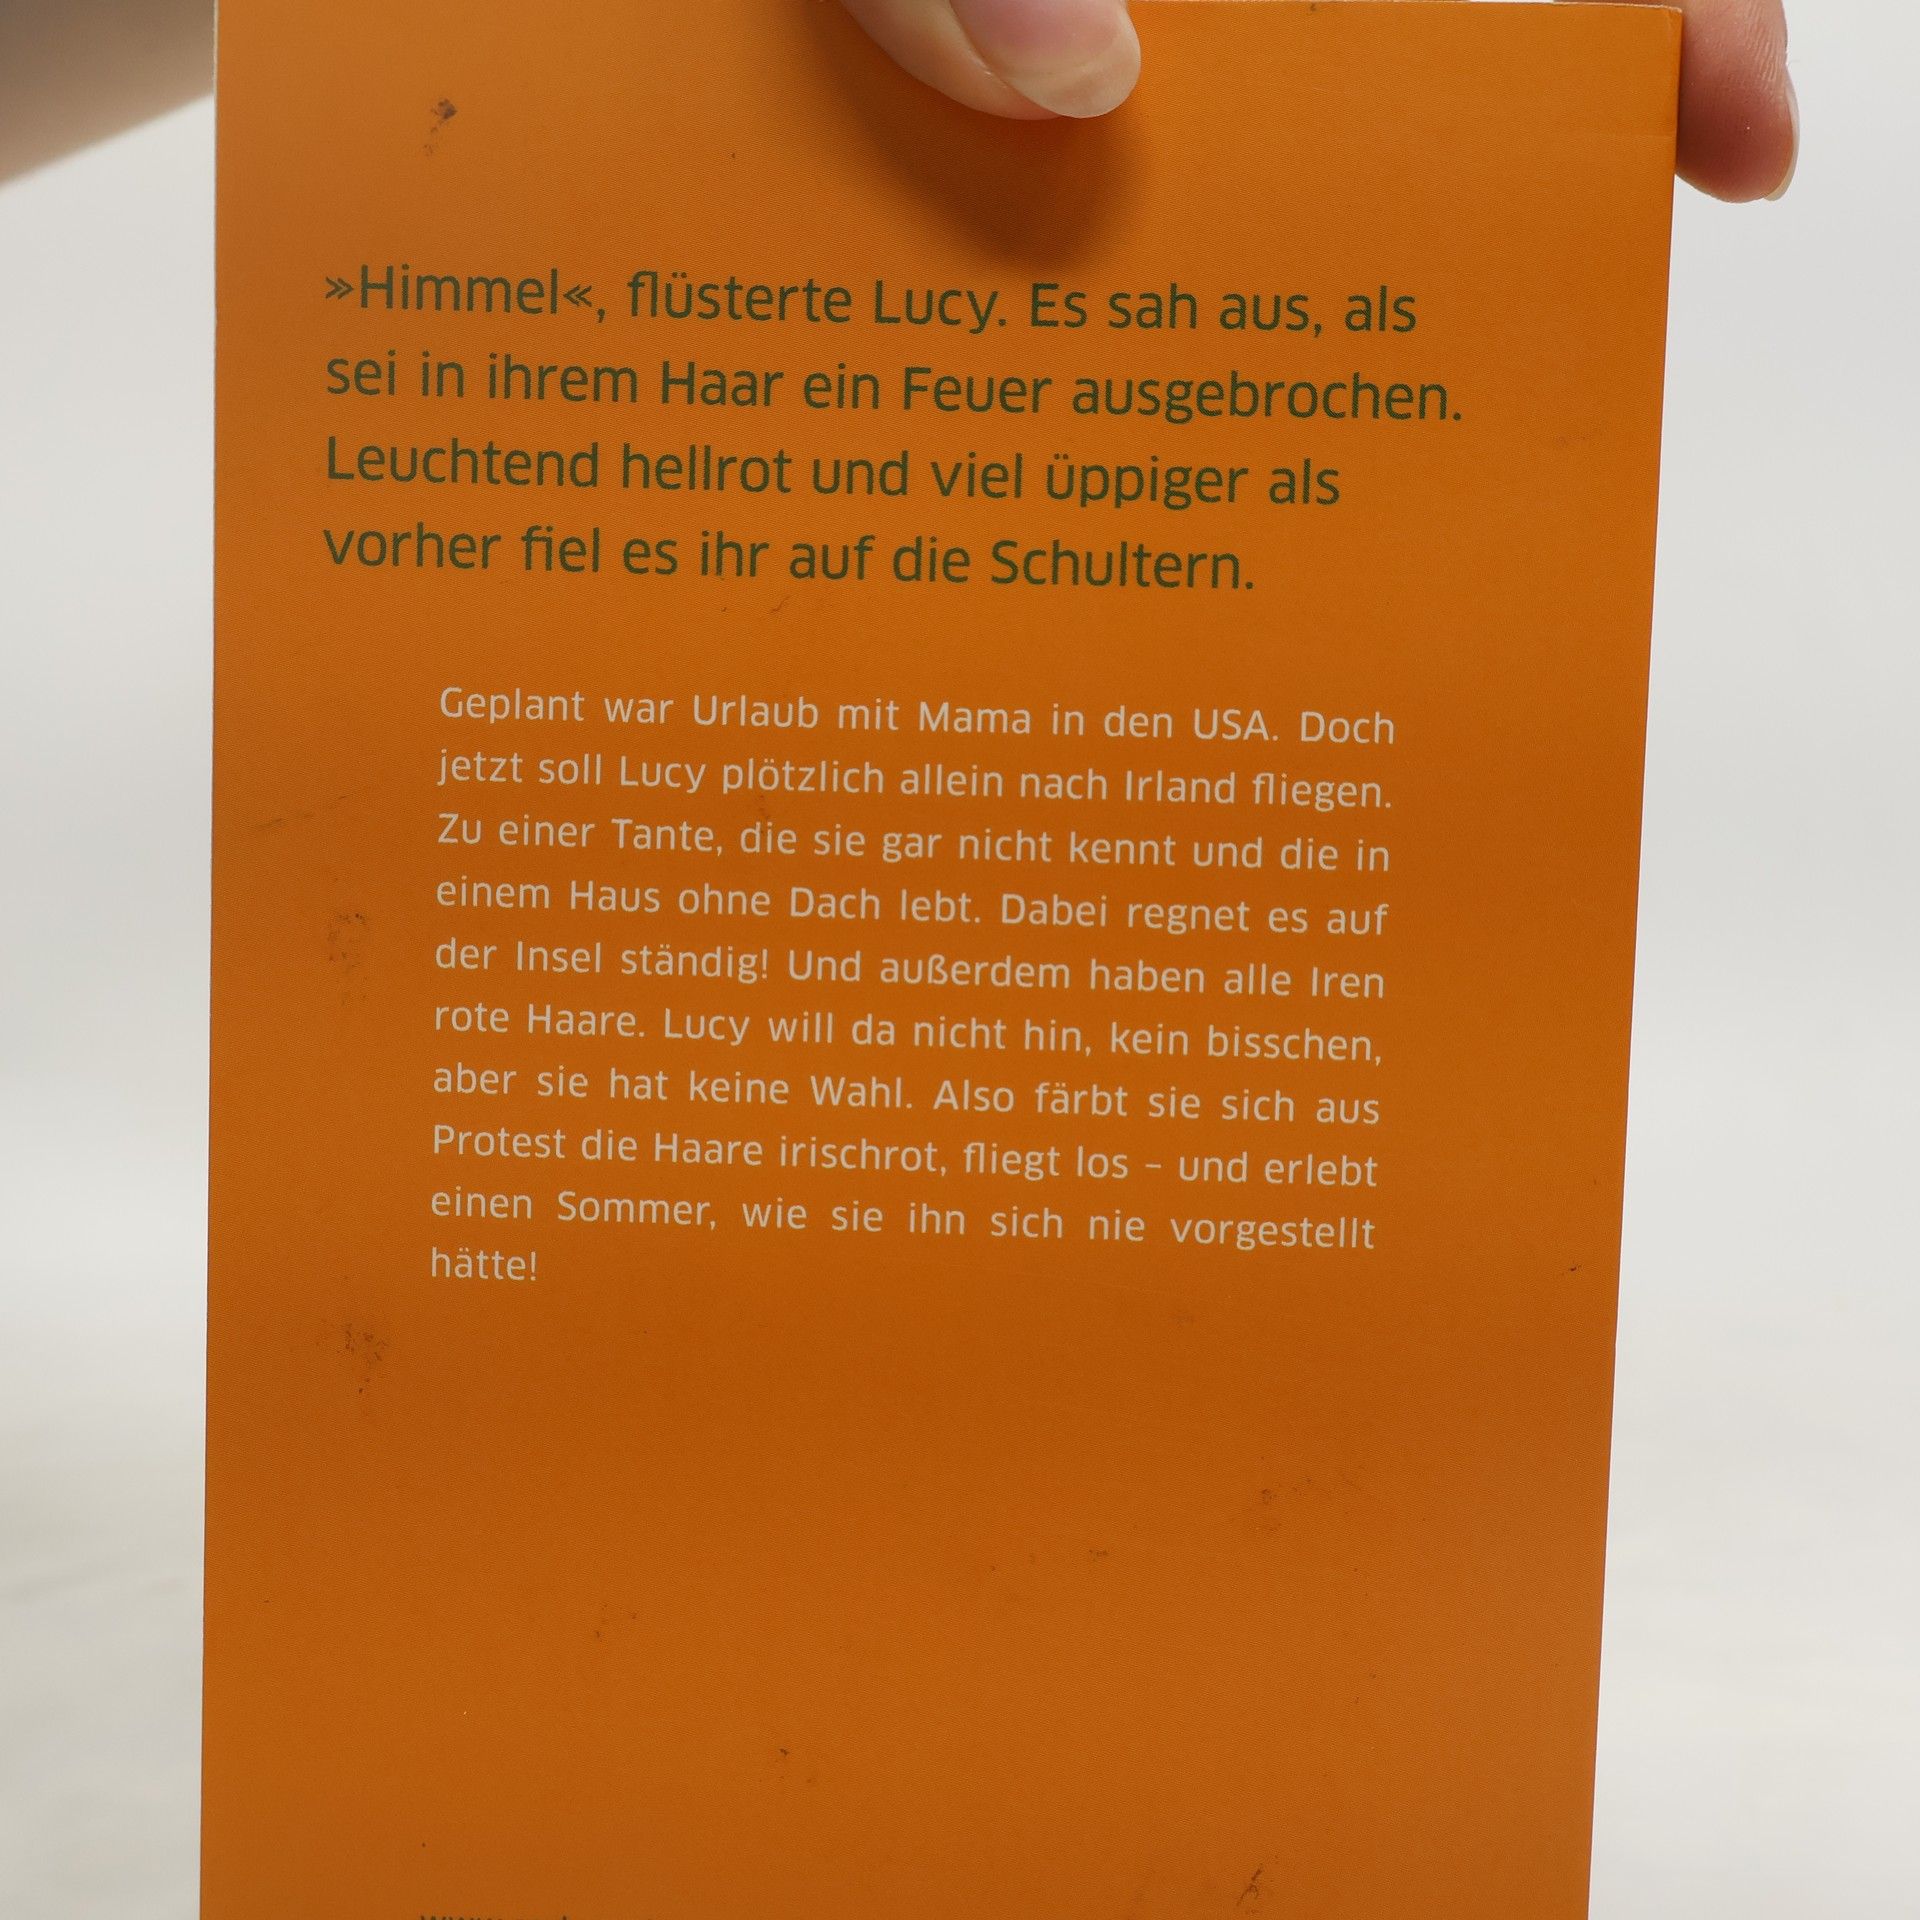 »Himmel«, flüsterte Lucy. Es sah aus, als
sei in ihrem Haar ein Feuer ausgebrochen.
Leuchtend hellrot und viel üppiger als
vorher fiel es ihr auf die Schultern.
Geplant war Urlaub mit Mama in den USA. Doch
jetzt soll Lucy plötzlich allein nach Irland fliegen.
Zu einer Tante, die sie gar nicht kennt und die in
einem Haus ohne Dach lebt. Dabei regnet es auf
der Insel ständig! Und außerdem haben alle Iren
rote Haare. Lucy will da nicht hin, kein bisschen,
aber sie hat keine Wahl. Also färbt sie sich aus
Protest die Haare irischrot, fliegt los – und erlebt
einen Sommer, wie sie ihn sich nie vorgestellt
hätte!